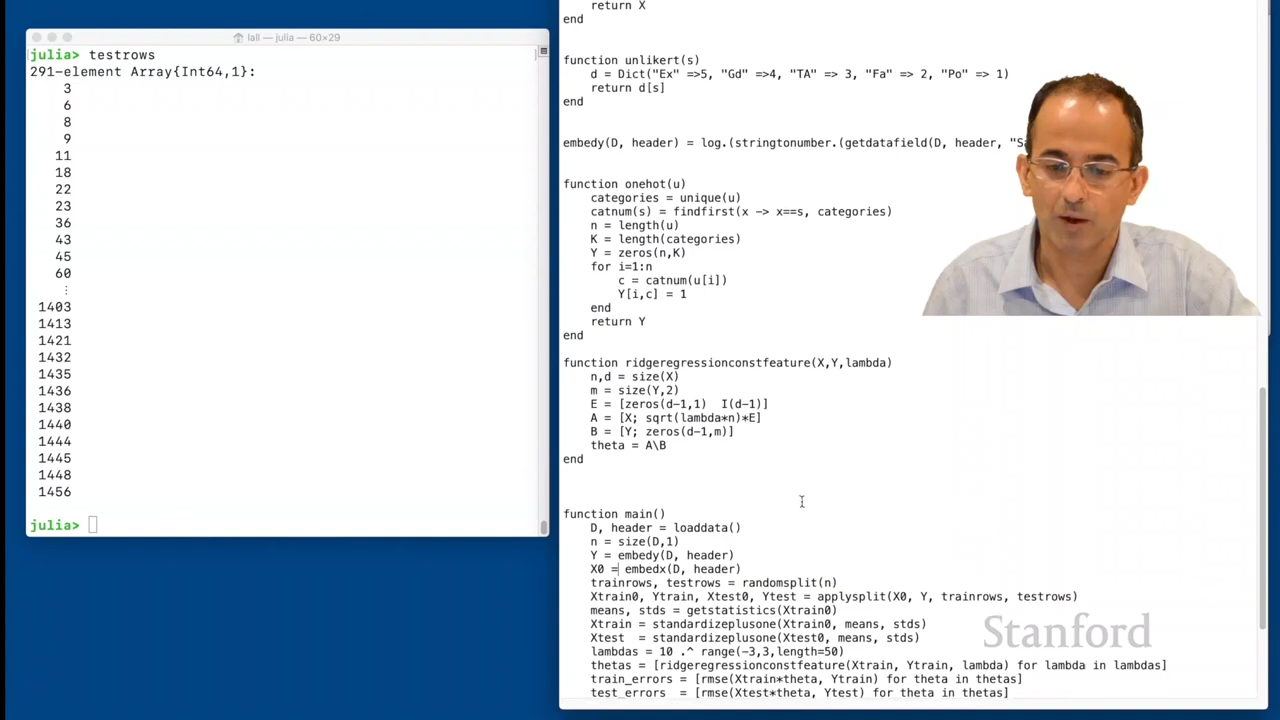 lall — julia — 60×29
julia> testrows
291-element Array{Int64,1}:
3
6
8
9
11
18
22
23
36
43
45
60
⋮
1403
1413
1421
1432
1435
1436
1438
1440
1444
1445
1448
1456
julia>
return X
end
function unlikert(s)
d = Dict("Ex" =>5, "Gd" =>4, "TA" => 3, "Fa" => 2, "Po" => 1)
return d[s]
end
embedy(D, header) = log.(stringtonumber.(getdatafield(D, header,
function onehot(u)
categories = unique(u)
catnum(s) = findfirst(x -> x==s, categories)
n = length(u)
K = length(categories)
Y = zeros(n,K)
for i=1:n
c = catnum(u[i])
Y[i,c] = 1
end
return Y
end
function ridgeregressionconstfeature(X,Y,lambda)
n,d = size(X)
m = size(Y,2)
E = [zeros(d-1,1)  I(d-1)]
A = [X; sqrt(lambda*n)*E]
B = [Y; zeros(d-1,m)]
theta = A\B
end
function main()
D, header = loaddata()
n = size(D,1)
Y = embedy(D, header)
X0 = embedx(D, header)
trainrows, testrows = randomsplit(n)
Xtrain0, Ytrain, Xtest0, Ytest = applysplit(X0, Y, trainrows, testrows)
means, stds = getstatistics(Xtrain0)
Xtrain = standardizeplusone(Xtrain0, means, stds)
Xtest  = standardizeplusone(Xtest0, means, stds)
lambdas = 10 .^ range(-3,3,length=50)
thetas = [ridgeregressionconstfeature(Xtrain, Ytrain, lambda) for lambda in lambdas]
train_errors = [rmse(Xtrain*theta, Ytrain) for theta in thetas]
test_errors  = [rmse(Xtest*theta, Ytest) for theta in thetas]
Stanford